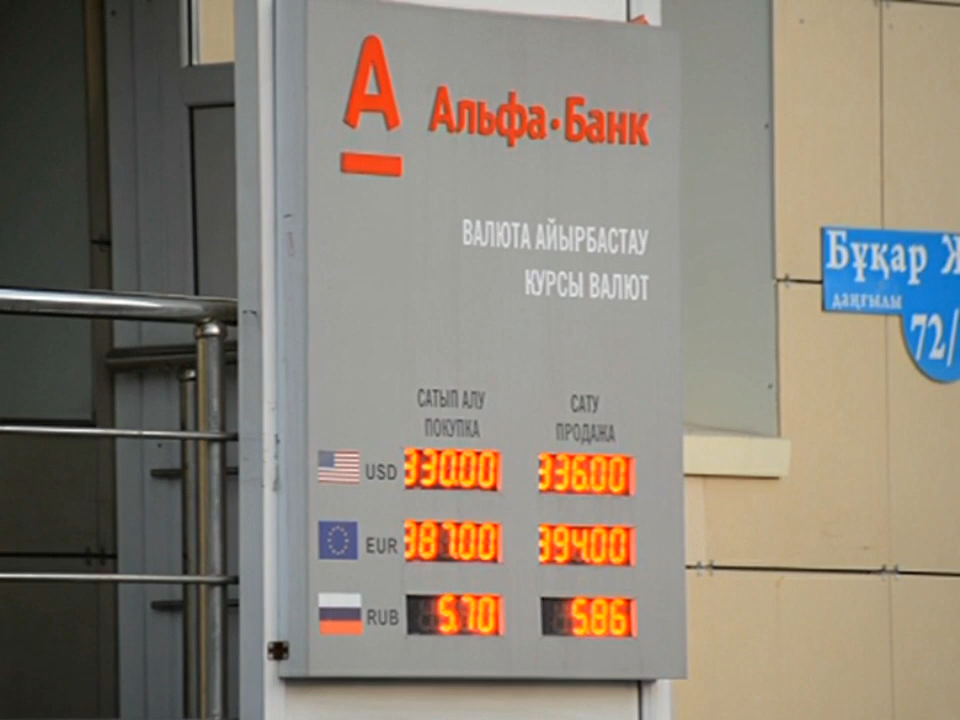 А
Альфа·Банк
ВАЛЮТА АЙЫРБАСТАУ
КУРСЫ ВАЛЮТ
САТЫП АЛУ САТУ
ПОКУПКА ПРОДАЖА
USD 330.00 336.00
EUR 387.00 394.00
RUB 5.70 5.86
Бұқар Ж
даңғылы
72/